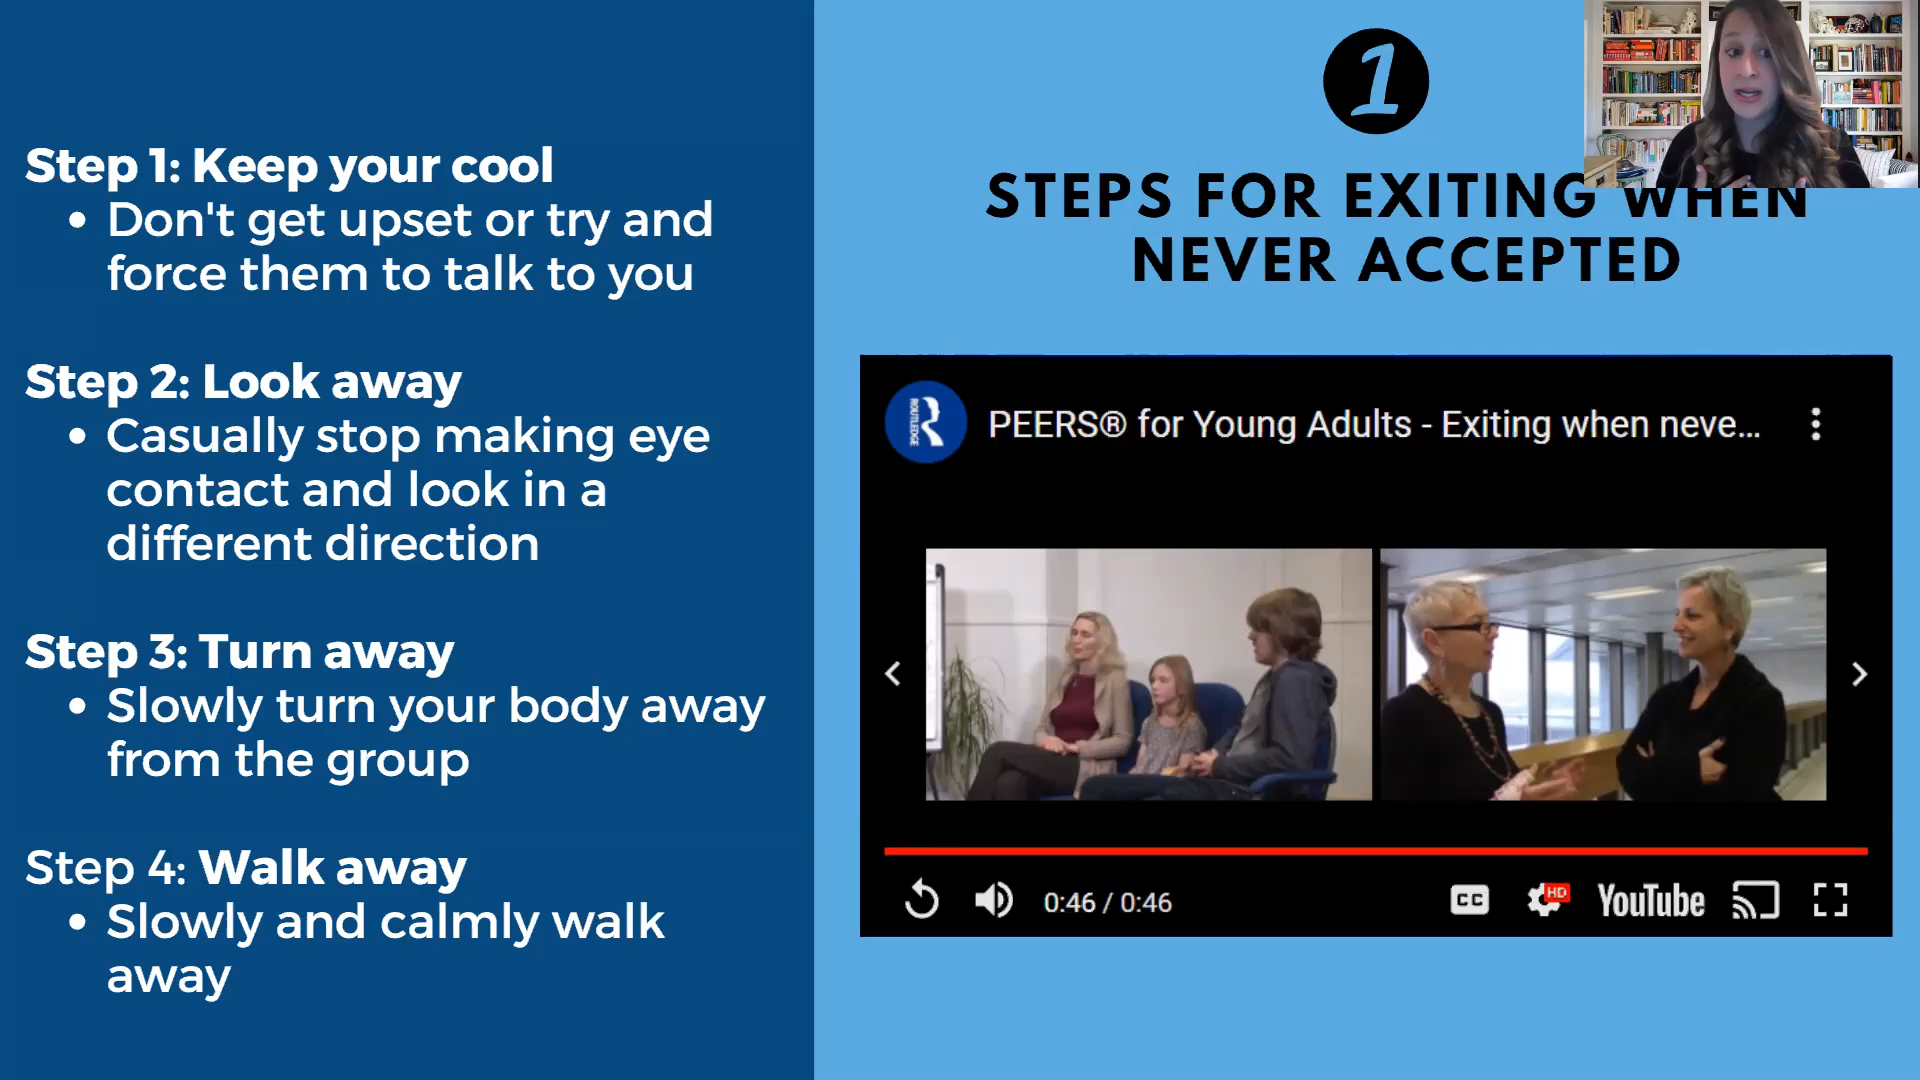 Step 1: Keep your cool
• Don't get upset or try and
force them to talk to you
Step 2: Look away
• Casually stop making eye
contact and look in a
different direction
Step 3: Turn away
• Slowly turn your body away
from the group
Step 4: Walk away
• Slowly and calmly walk
away
1
STEPS FOR EXITING WHEN
NEVER ACCEPTED
ROUTLEDGE
PEERS® for Young Adults - Exiting when neve...
0:46 / 0:46
CC
HD
YouTube